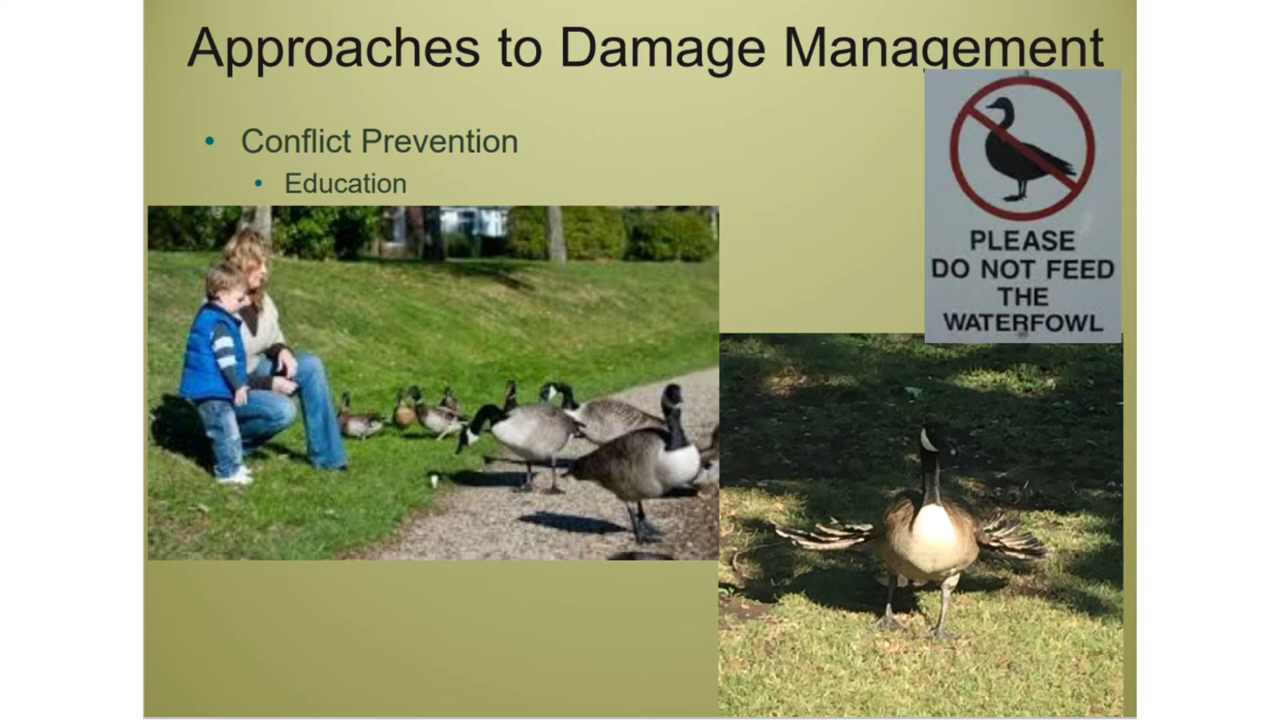 Approaches to Damage Management
• Conflict Prevention
• Education
PLEASE
DO NOT FEED
THE
WATERFOWL